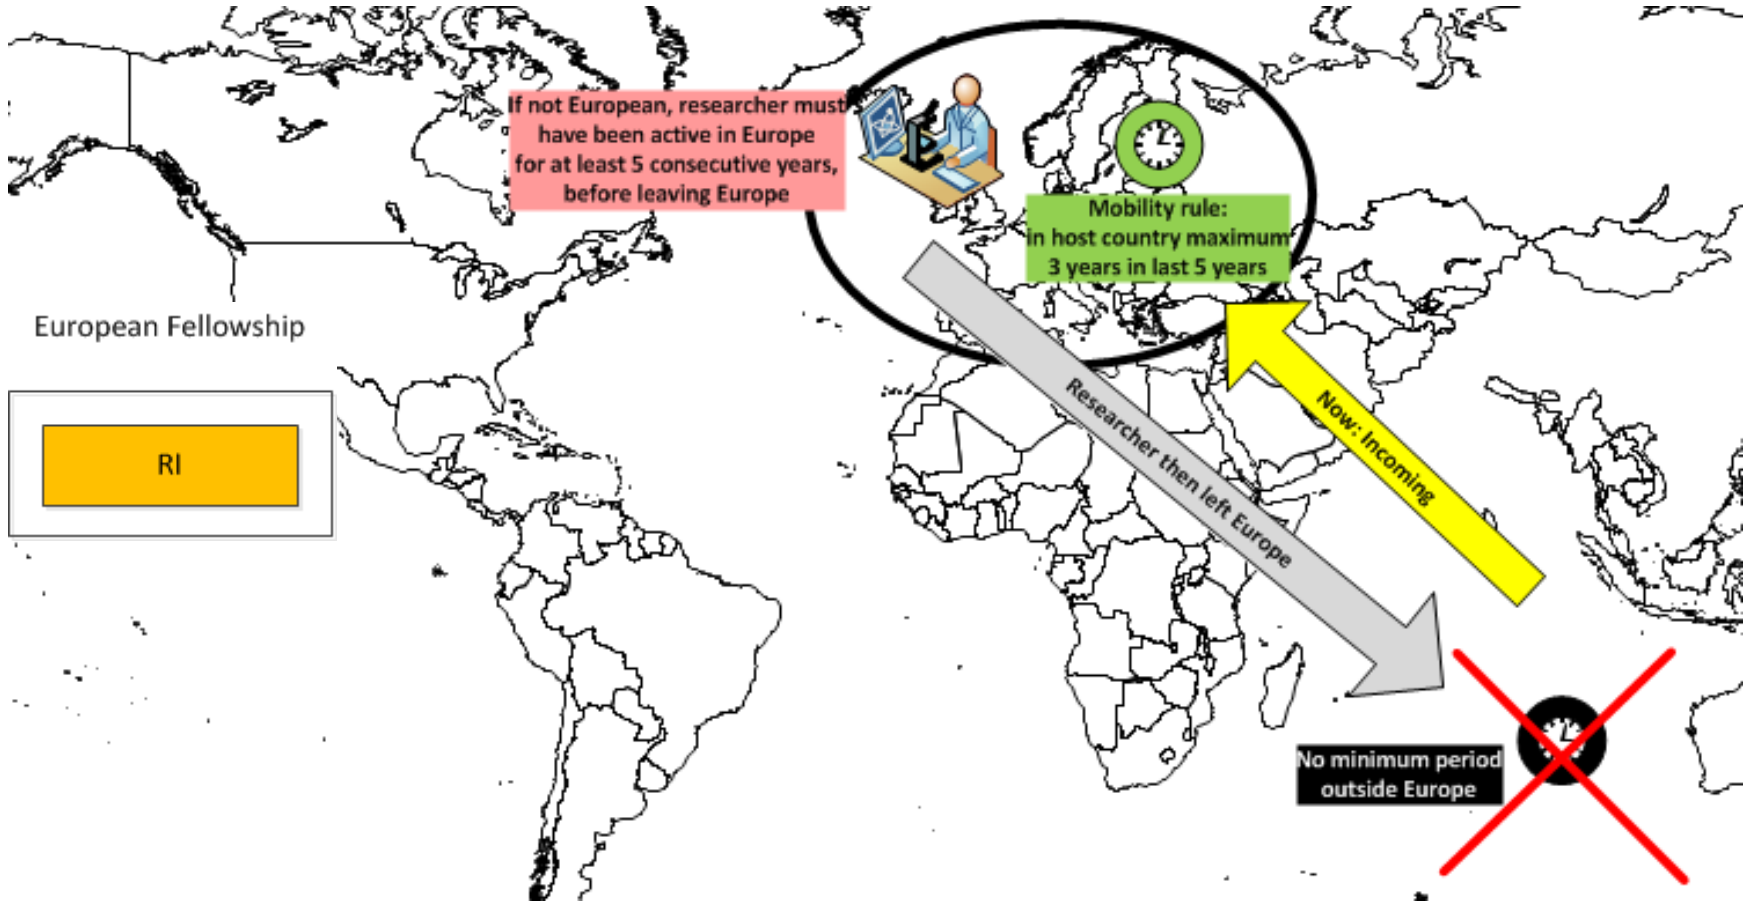 If not European, researcher must
have been active in Europe
for at least 5 consecutive years,
before leaving Europe
Mobility rule:
in host country maximum
3 years in last 5 years
European Fellowship
RI
Researcher then left Europe
Now: Incoming
No minimum period
outside Europe